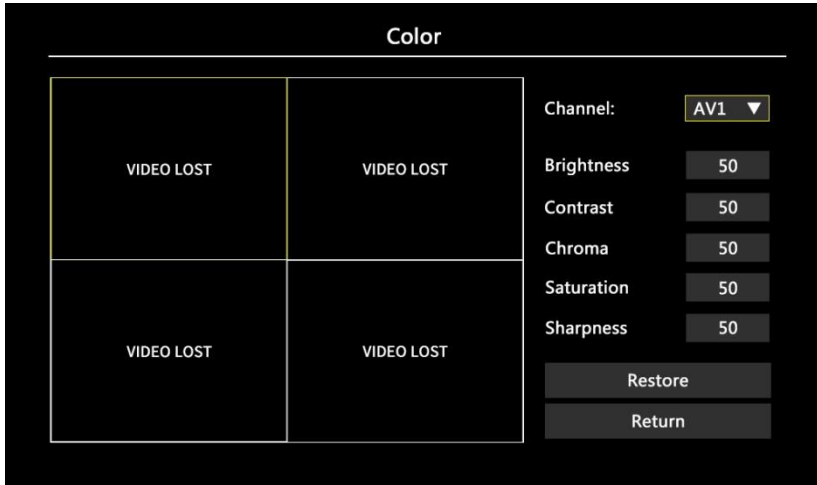 Color
VIDEO LOST
VIDEO LOST
VIDEO LOST
VIDEO LOST
Channel: AV1
Brightness 50
Contrast 50
Chroma 50
Saturation 50
Sharpness 50
Restore
Return